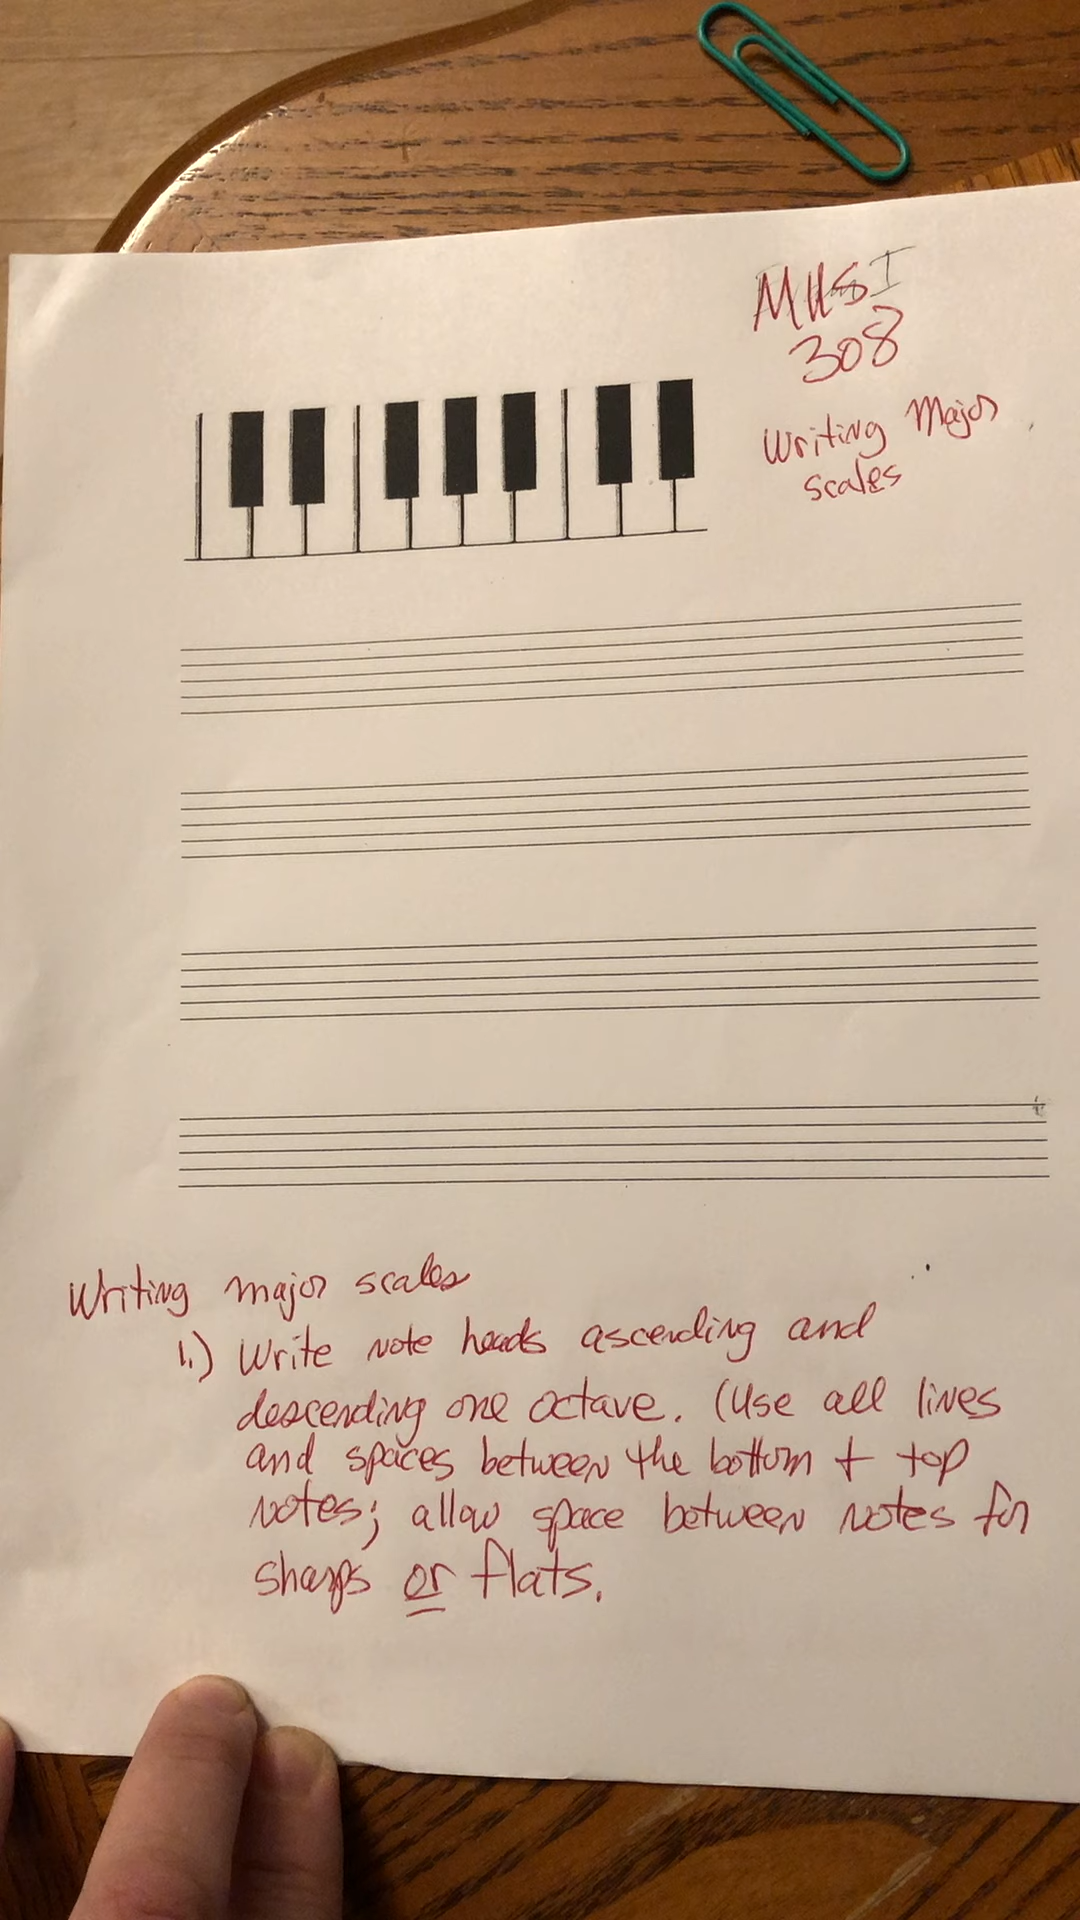 MUSI
308
Writing Major
scales
Writing major scales
1.) Write note heads ascending and
descending one octave. (Use all lines
and spaces between the bottom + top
notes; allow space between notes for
sharps or flats.